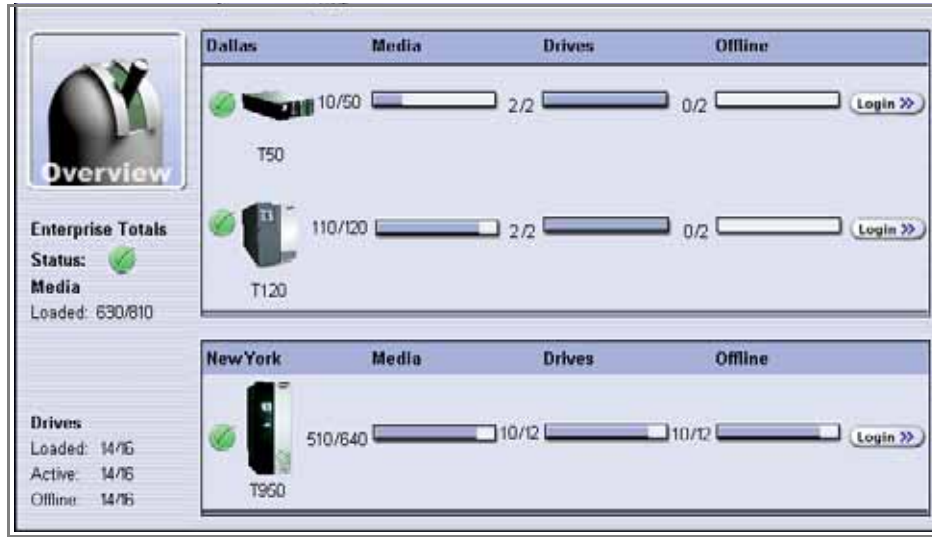 Overview
Enterprise Totals
Status:
Media
Loaded: 630/810
Drives
Loaded: 14/16
Active: 14/16
Offline: 14/16
Dallas Media Drives Offline
10/50 2/2 0/2 Login >>
T50
110/120 2/2 0/2 Login >>
T120
NewYork Media Drives Offline
510/640 10/12 10/12 Login >>
T950